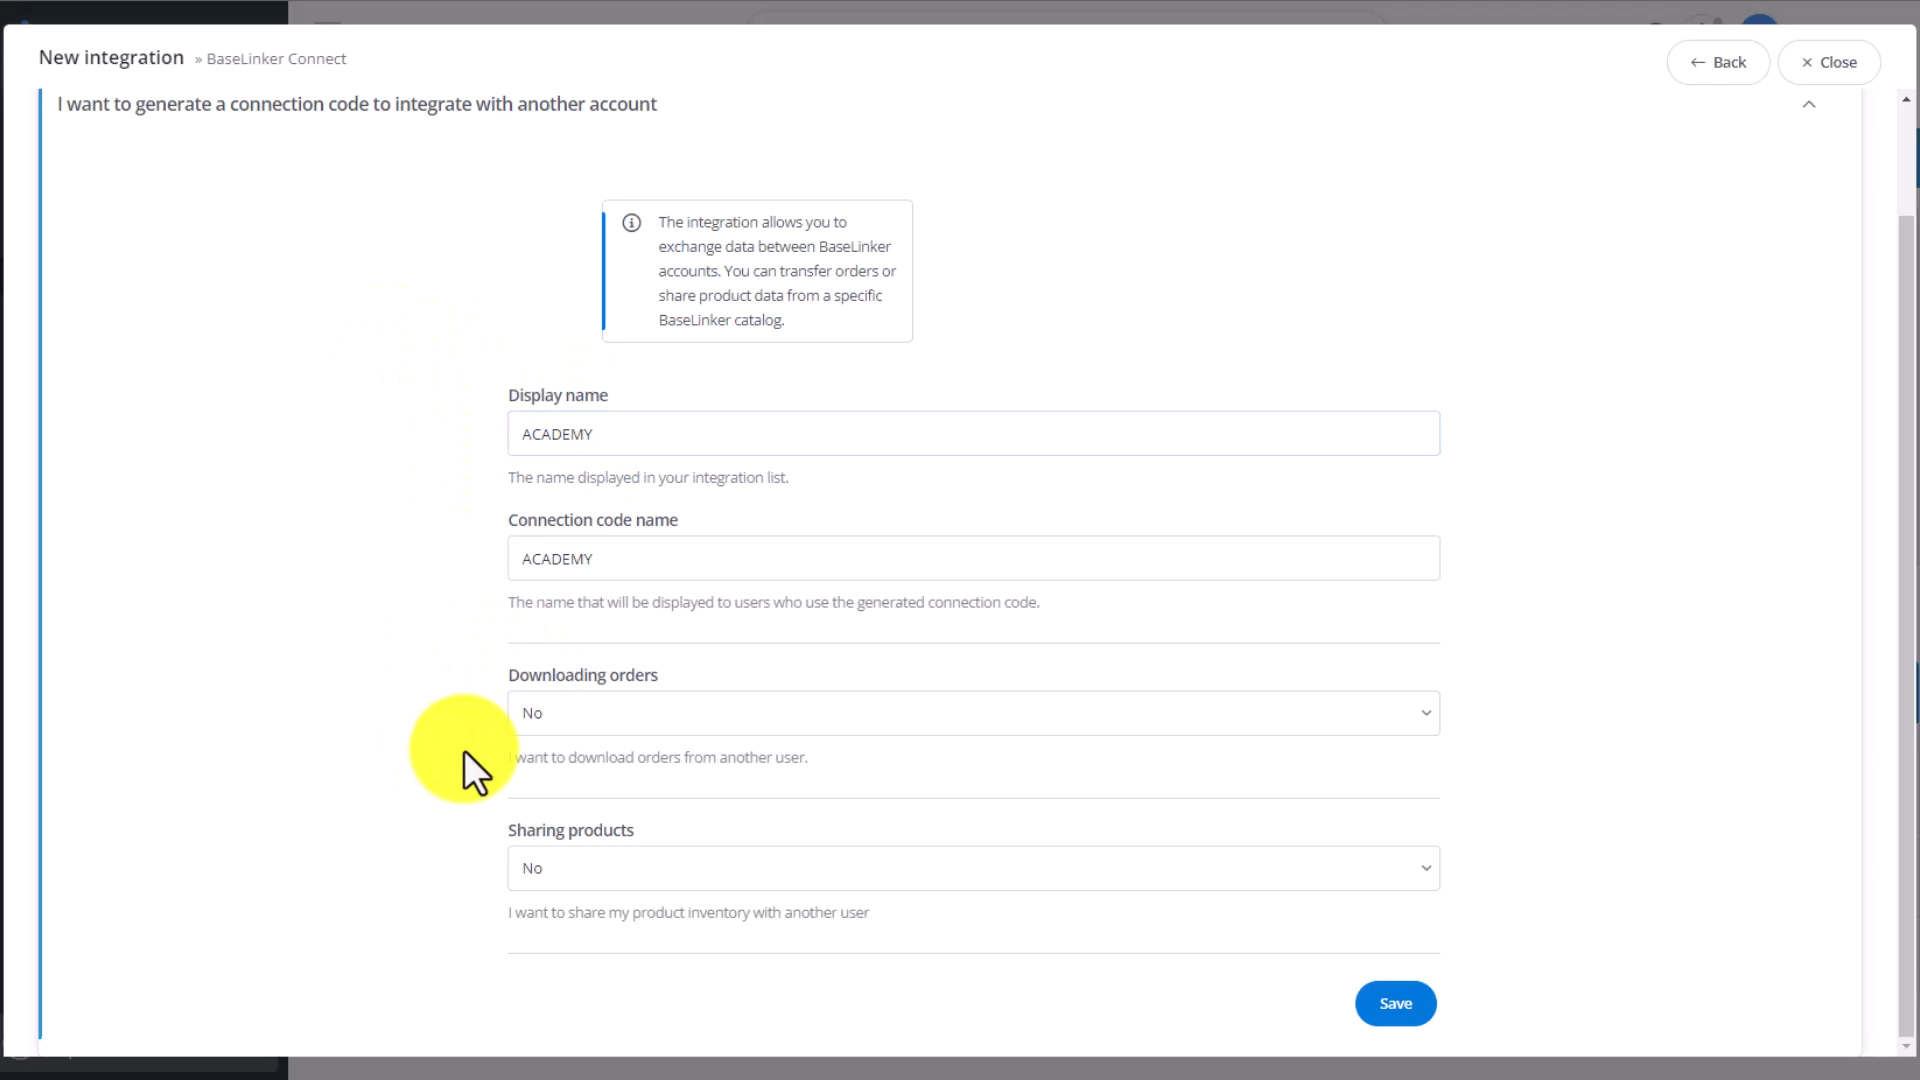 New integration » BaseLinker Connect
← Back
× Close
I want to generate a connection code to integrate with another account
The integration allows you to
exchange data between BaseLinker
accounts. You can transfer orders or
share product data from a specific
BaseLinker catalog.
Display name
ACADEMY
The name displayed in your integration list.
Connection code name
ACADEMY
The name that will be displayed to users who use the generated connection code.
Downloading orders
No
I want to download orders from another user.
Sharing products
No
I want to share my product inventory with another user
Save